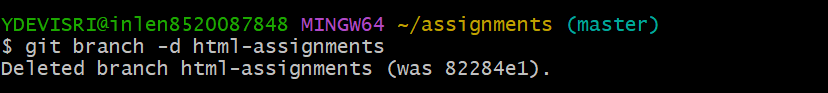 YDEVISRI@inlen8520087848 MINGW64 ~/assignments (master)
$ git branch -d html-assignments
Deleted branch html-assignments (was 82284e1).